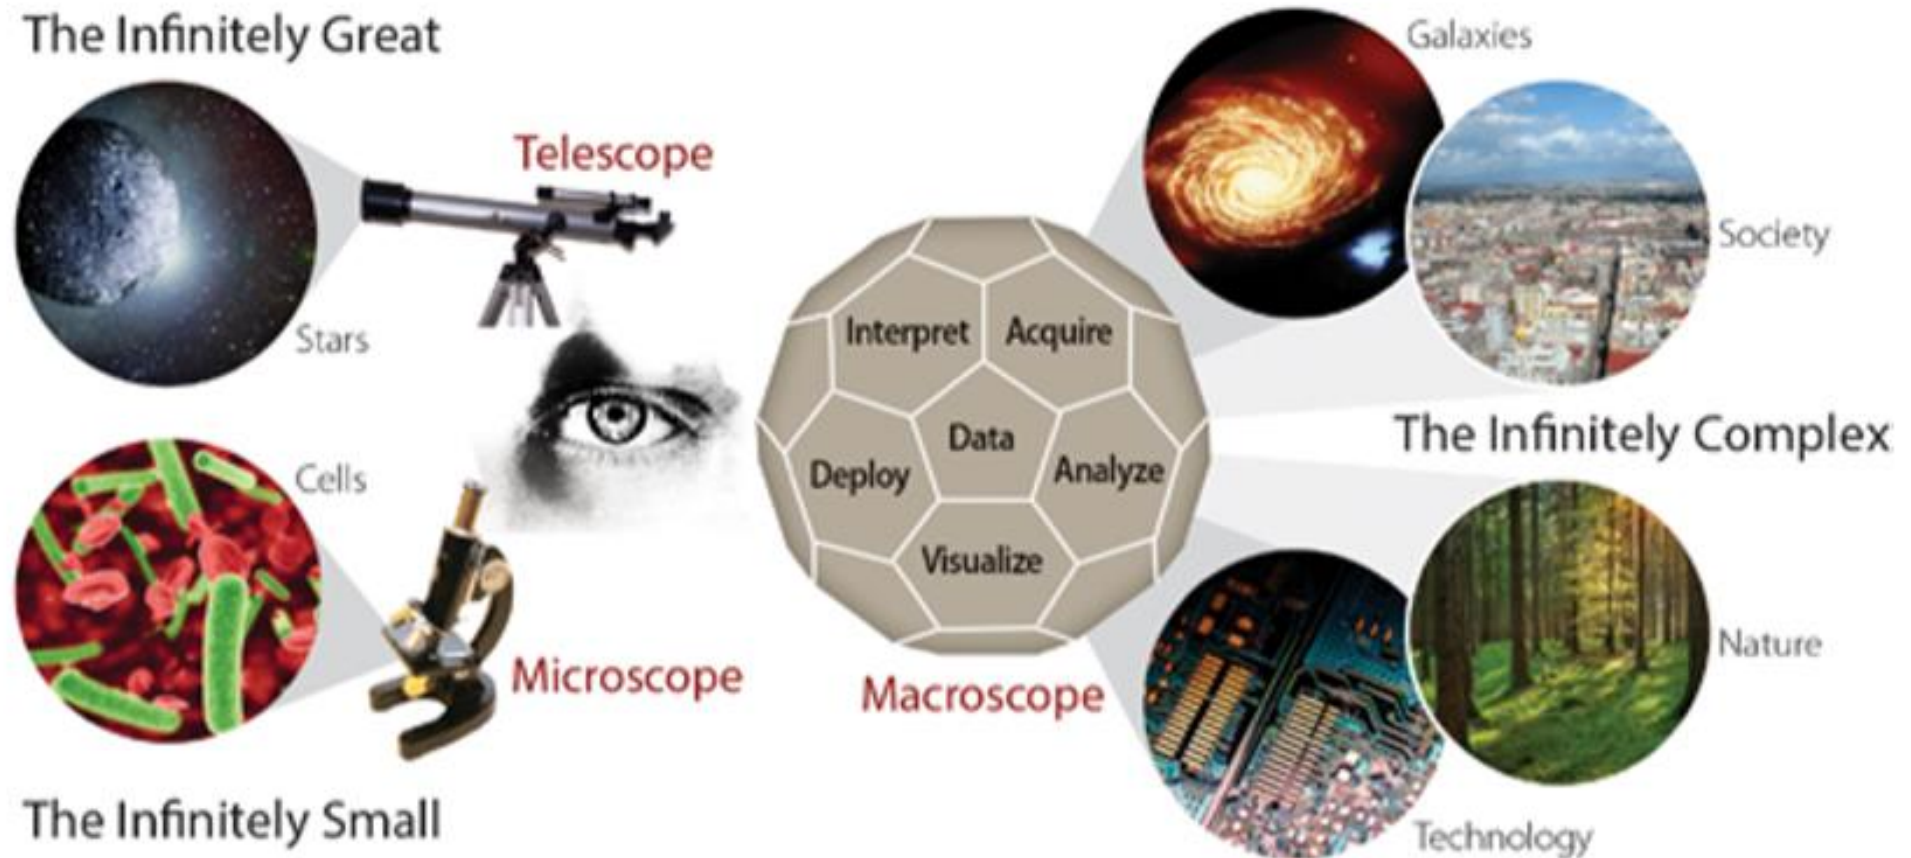 The Infinitely Great
Telescope
Stars
Cells
Microscope
The Infinitely Small
Interpret
Acquire
Data
Deploy
Analyze
Visualize
Macroscope
Galaxies
Society
The Infinitely Complex
Nature
Technology